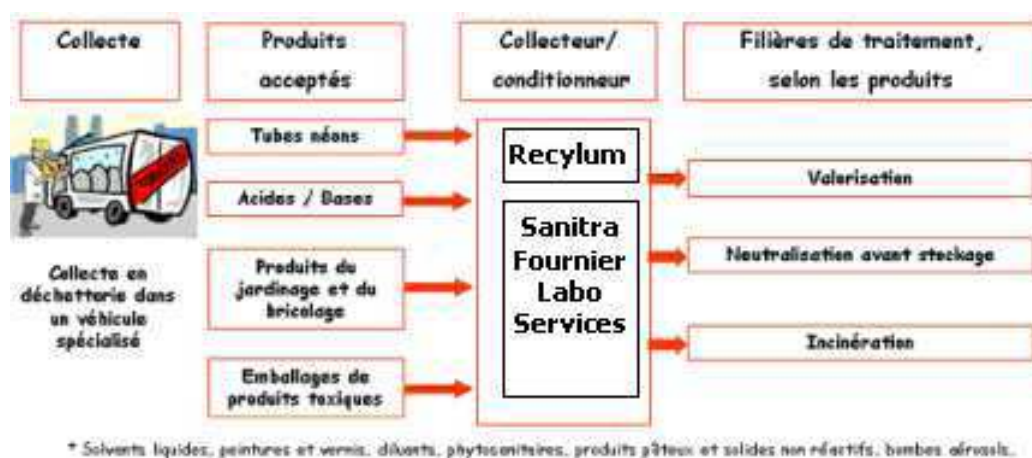 Collecte
Produits
acceptés
Collecteur/
conditionneur
Filières de traitement,
selon les produits
Tubes néons
Acides / Bases
Produits du
jardinage et du
bricolage
Emballages de
produits toxiques
Collecte en
déchetterie dans
un véhicule
spécialisé
Recylum
Sanitra
Fournier
Labo
Services
Valorisation
Neutralisation avant stockage
Incinération
* Solvants liquides, peintures et vernis, diluants, phytosanitaires, produits pâteux et solides non réactifs, bombes aérosols,